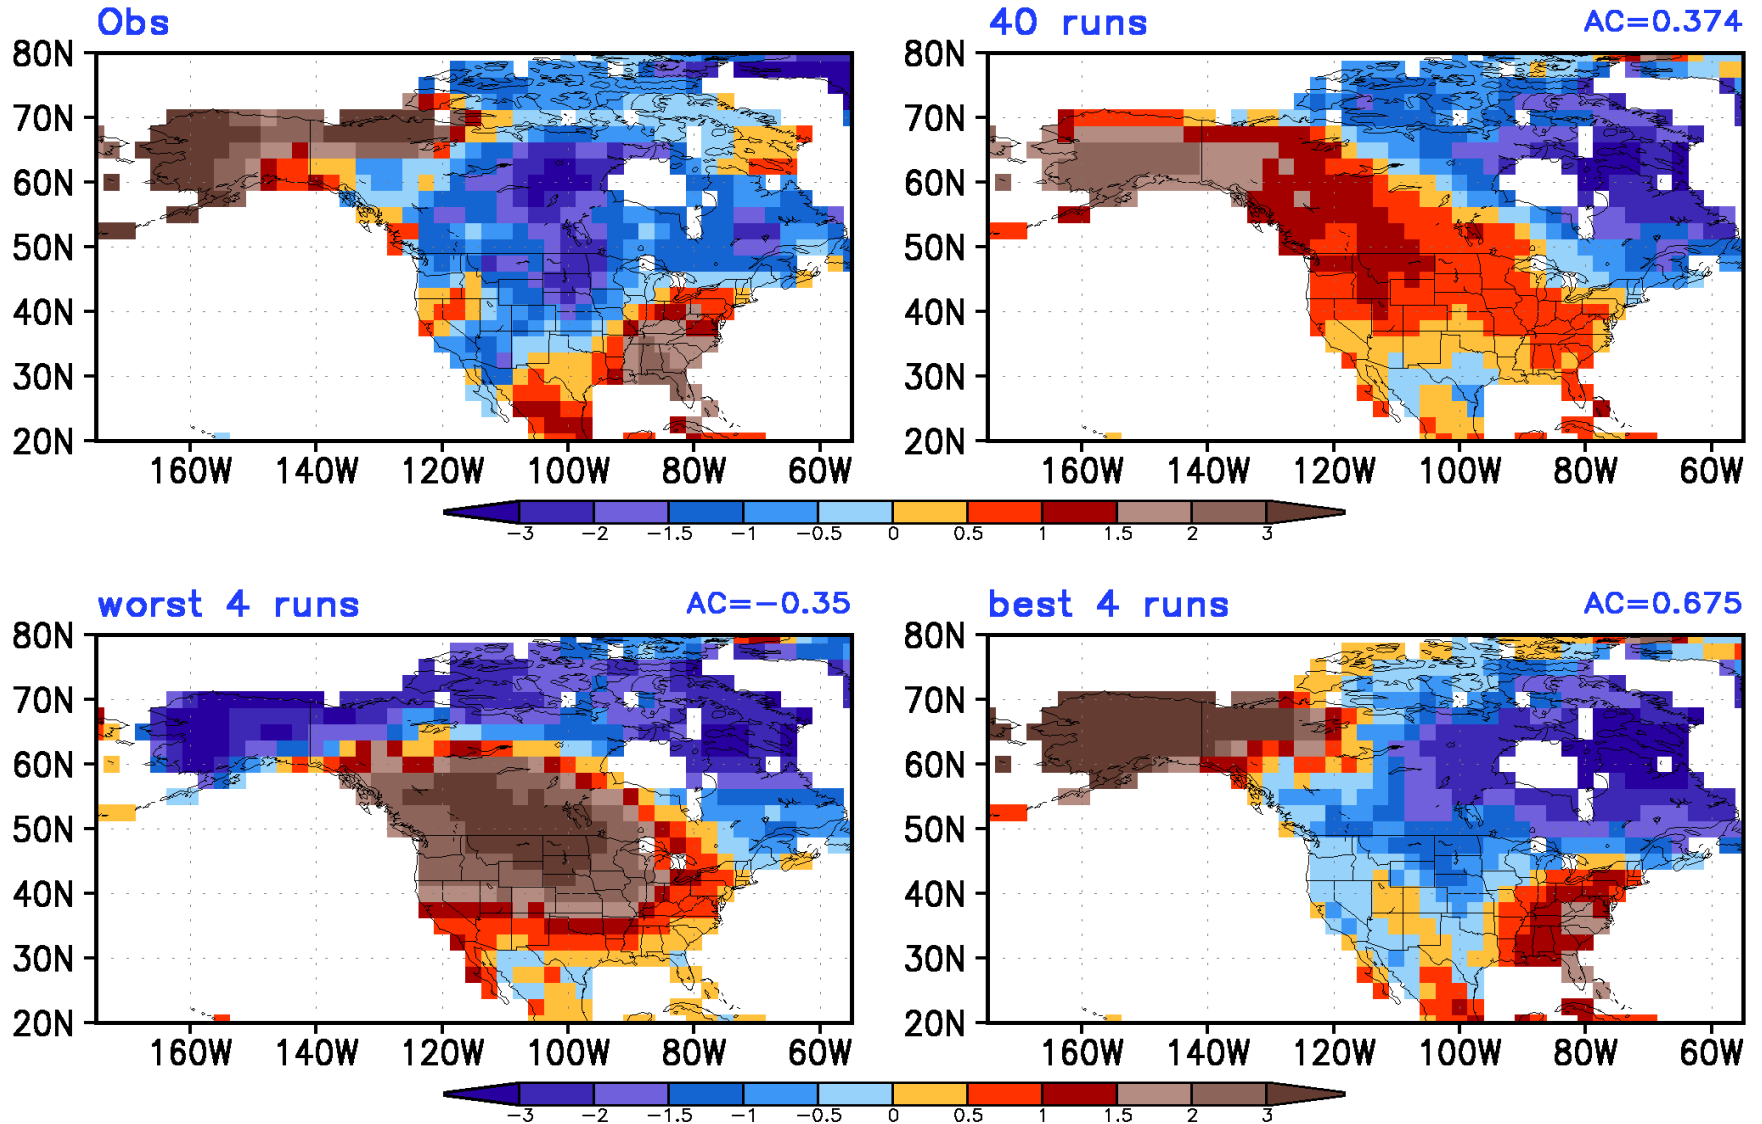 Obs
40 runs AC=0.374
80N 80N
70N 70N
60N 60N
50N 50N
40N 40N
30N 30N
20N 20N
160W 140W 120W 100W 80W 60W 160W 140W 120W 100W 80W 60W
-3 -2 -1.5 -1 -0.5 0 0.5 1 1.5 2 3
worst 4 runs AC=-0.35
best 4 runs AC=0.675
80N 80N
70N 70N
60N 60N
50N 50N
40N 40N
30N 30N
20N 20N
160W 140W 120W 100W 80W 60W 160W 140W 120W 100W 80W 60W
-3 -2 -1.5 -1 -0.5 0 0.5 1 1.5 2 3